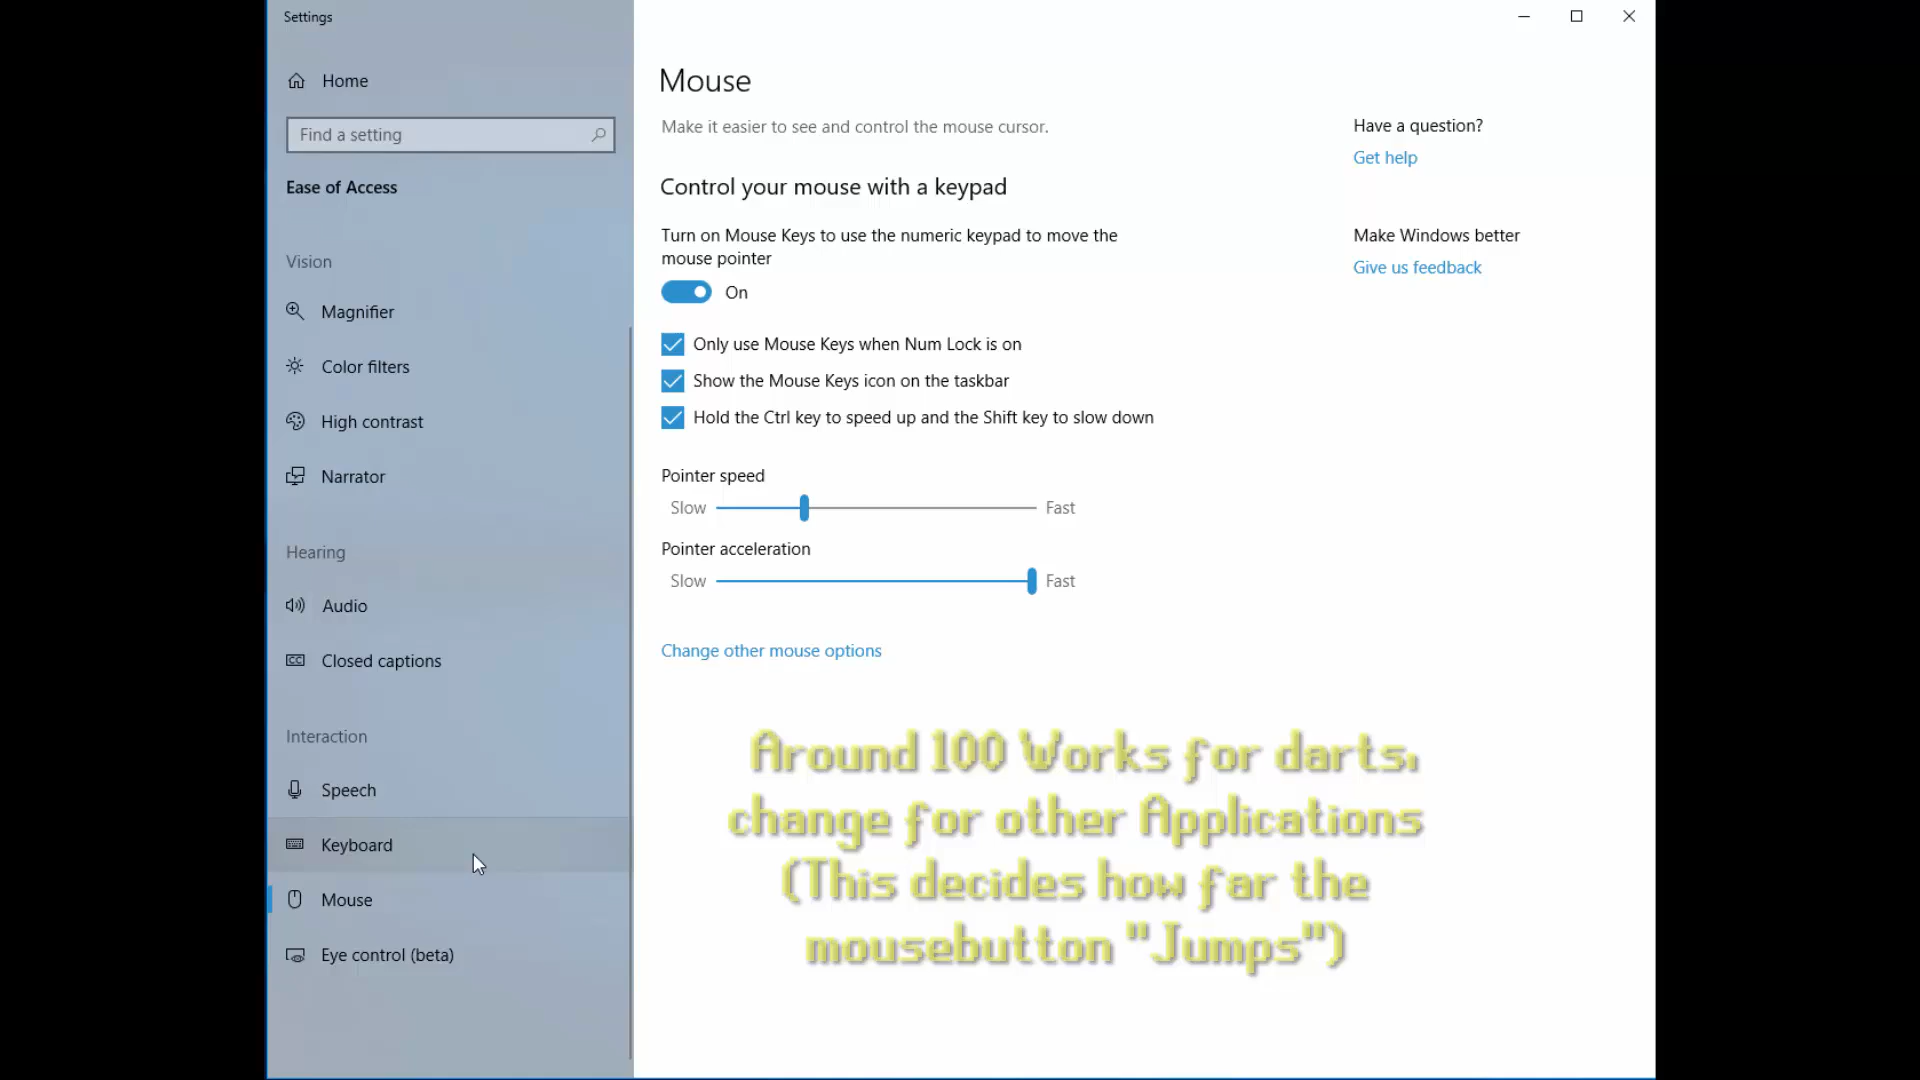 Settings
Home
Find a setting
Ease of Access
Vision
Magnifier
Color filters
High contrast
Narrator
Hearing
Audio
Closed captions
Interaction
Speech
Keyboard
Mouse
Eye control (beta)
Mouse
Make it easier to see and control the mouse cursor.
Control your mouse with a keypad
Turn on Mouse Keys to use the numeric keypad to move the
mouse pointer
On
Only use Mouse Keys when Num Lock is on
Show the Mouse Keys icon on the taskbar
Hold the Ctrl key to speed up and the Shift key to slow down
Pointer speed
Slow Fast
Pointer acceleration
Slow Fast
Change other mouse options
Around 100 Works for darts,
change for other Applications
(This decides how far the
mousebutton "Jumps")
Have a question?
Get help
Make Windows better
Give us feedback